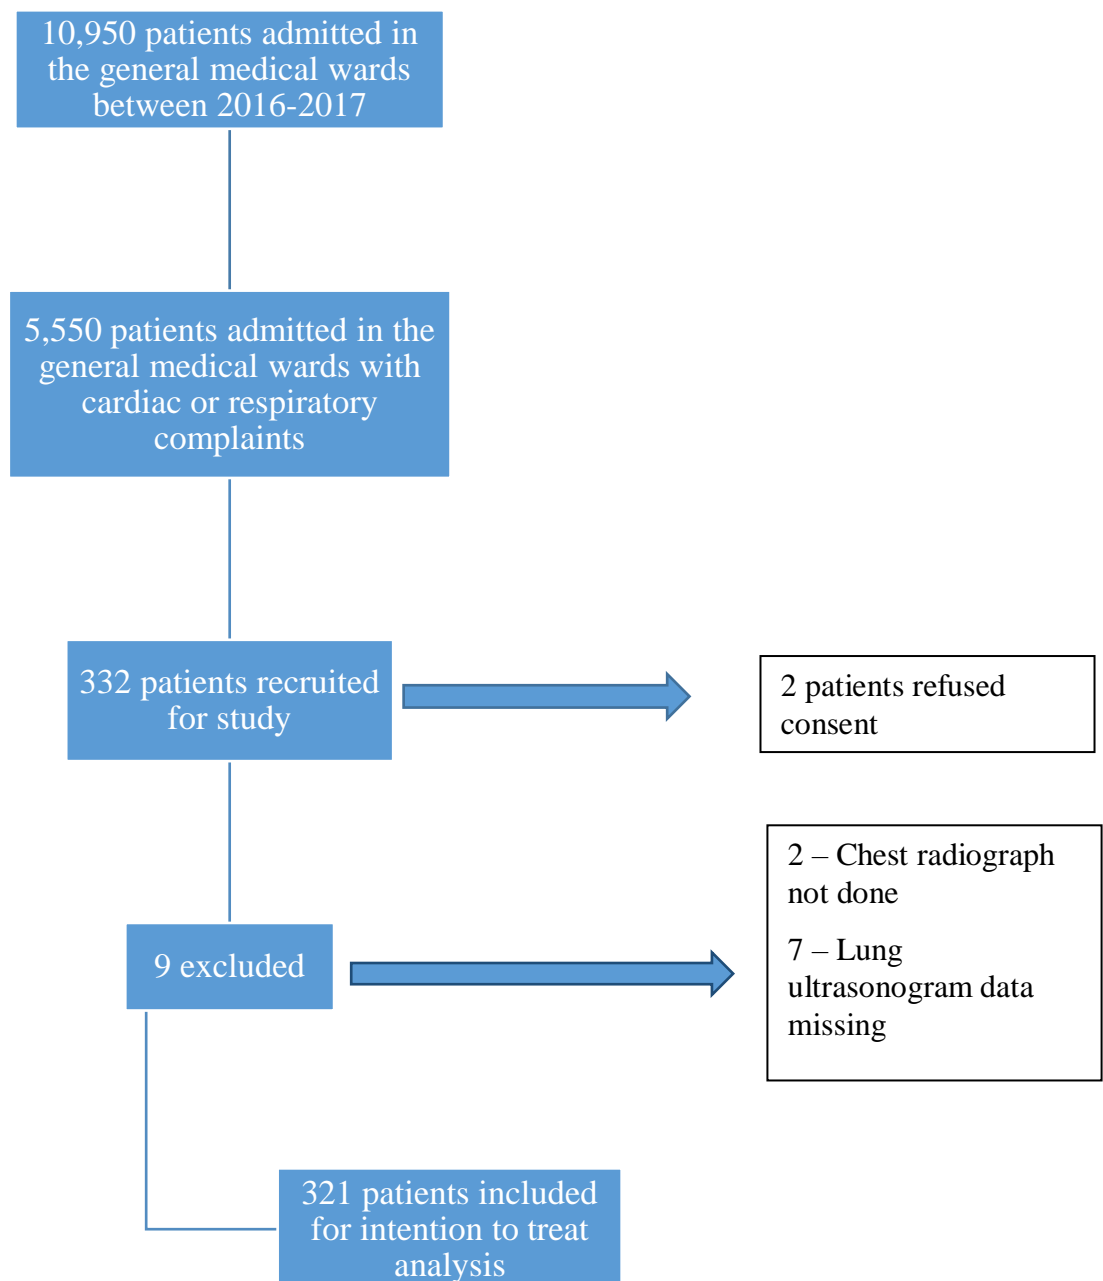 10,950 patients admitted in
the general medical wards
between 2016-2017
5,550 patients admitted in the
general medical wards with
cardiac or respiratory
complaints
332 patients recruited
for study
2 patients refused
consent
9 excluded
2 – Chest radiograph
not done
7 – Lung
ultrasonogram data
missing
321 patients included
for intention to treat
analysis